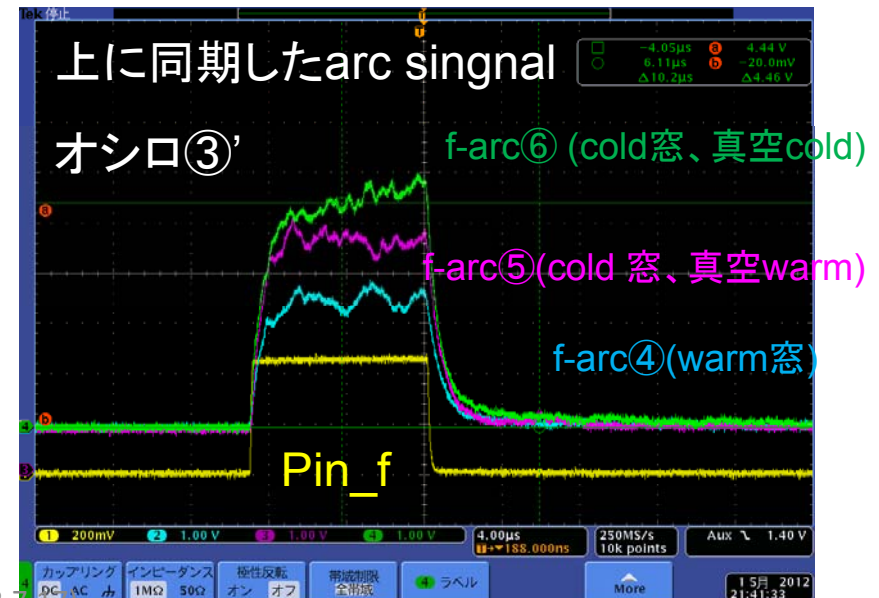 Tek 停止
上に同期したarc singnal
-4.05µs ⓐ 4.44 V
6.11µs ⓑ -20.0mV
Δ10.2µs Δ4.46 V
オシロ③’
f-arc⑥ (cold窓、真空cold)
f-arc⑤(cold 窓、真空warm)
f-arc④(warm窓)
Pin_f
1 200mV 2 1.00 V 3 1.00 V 4 1.00 V
4.00µs
188.000ns
250MS/s
10k points
Aux 1.40 V
カップリング
DC AC
インピーダンス
1MΩ 50Ω
極性反転
オン オフ
帯域制限
全帯域
4 ラベル
More
1 5月 2012
21:41:33